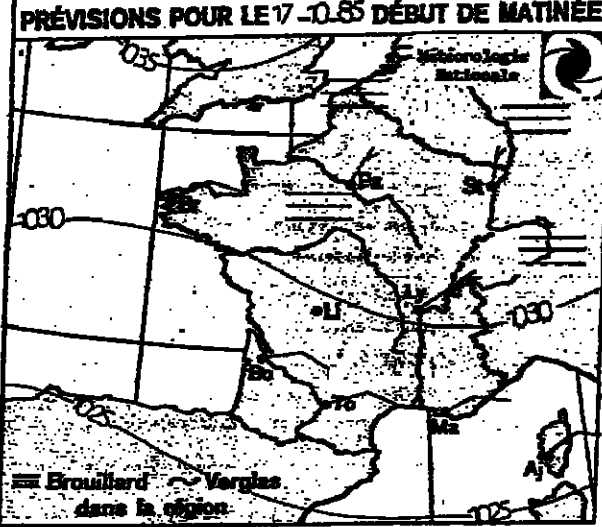 PRÉVISIONS POUR LE 17-10.85 DÉBUT DE MATINÉE
1035
Météorologie
Nationale
Pa
St
1030
Ly
Li
1030
Bo
To
1025
Ma
Aj
Brouillard Verglas
dans la région
1025